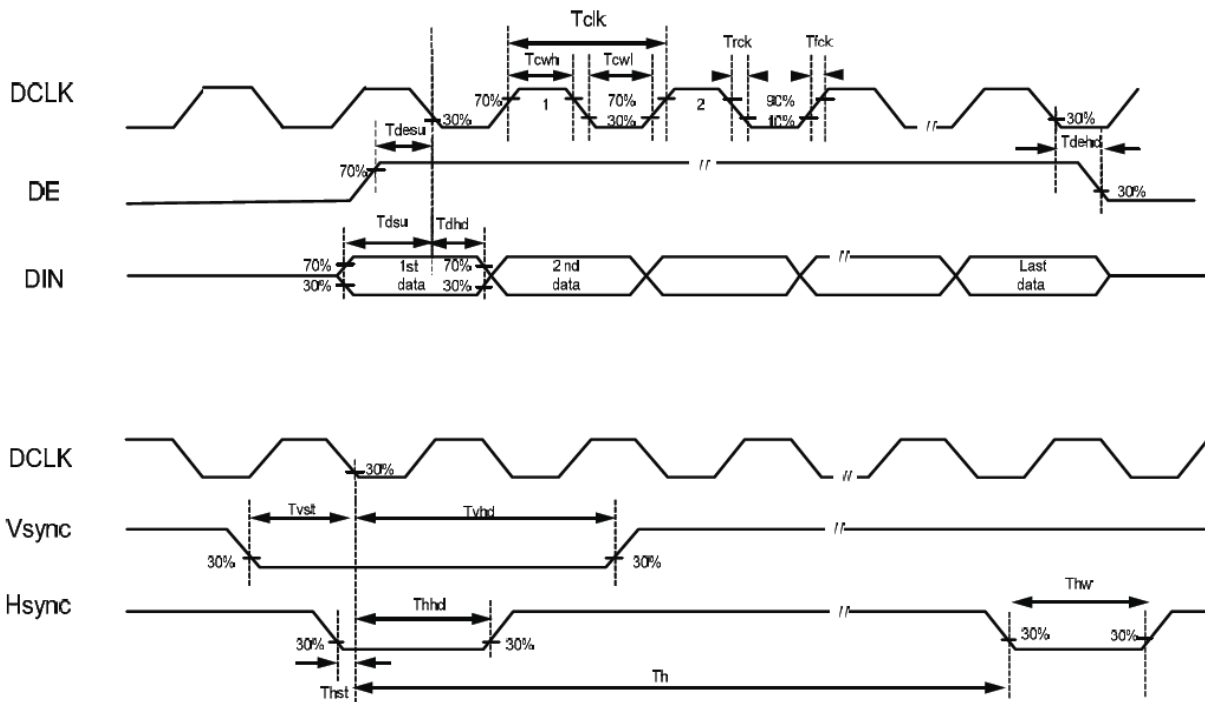 Tclk
Tcwh Tcwl Trck Tfck
DCLK 70% 1 70% 2 90%
30% 30% 10% 30%
Tdesu Tdehd
70%
DE 30%
Tdsu Tdhd
DIN 70% 1st 70% 2nd Last
30% data 30% data data
DCLK
30%
Tvst Tvhd
Vsync
30% 30%
Hsync Thhd Thw
30% 30% 30% 30%
Thst Th